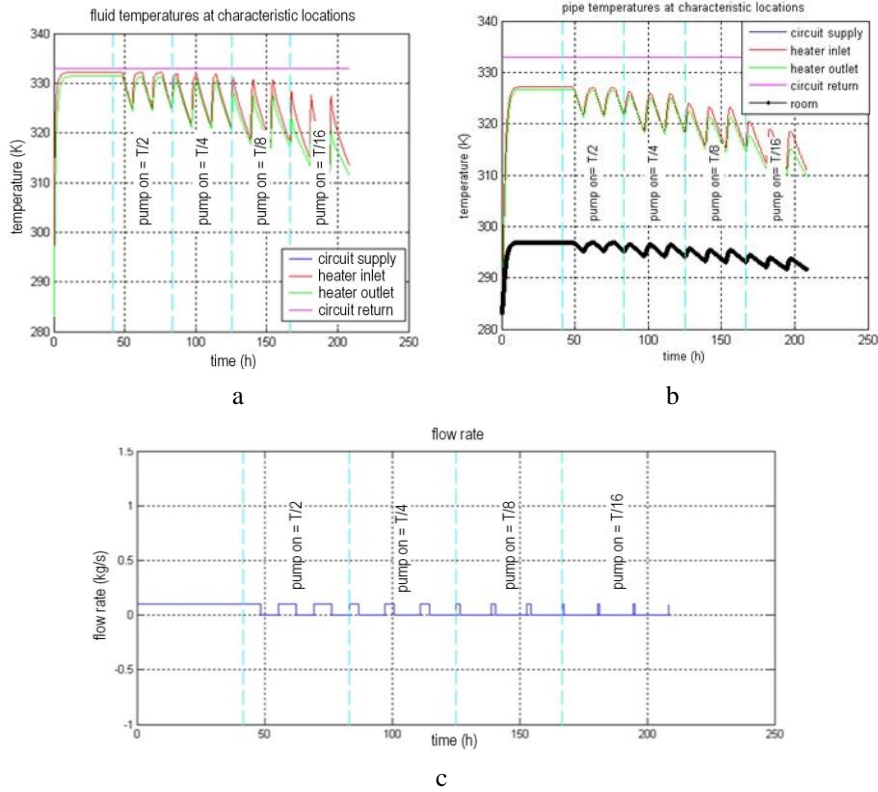 fluid temperatures at characteristic locations
340
330
320
310
300
290
280
0
50
100
150
200
250
temperature (K)
time (h)
pump on = T/2
pump on = T/4
pump on = T/8
pump on = T/16
circuit supply
heater inlet
heater outlet
circuit return
a
pipe temperatures at characteristic locations
340
330
320
310
300
290
280
0
50
100
150
200
250
temperature (K)
time (h)
pump on= T/2
pump on= T/4
pump on= T/8
pump on= T/16
circuit supply
heater inlet
heater outlet
circuit return
room
b
flow rate
1.5
1
0.5
0
-0.5
-1
0
50
100
150
200
250
flow rate (kg/s)
time (h)
pump on = T/2
pump on = T/4
pump on = T/8
pump on = T/16
c